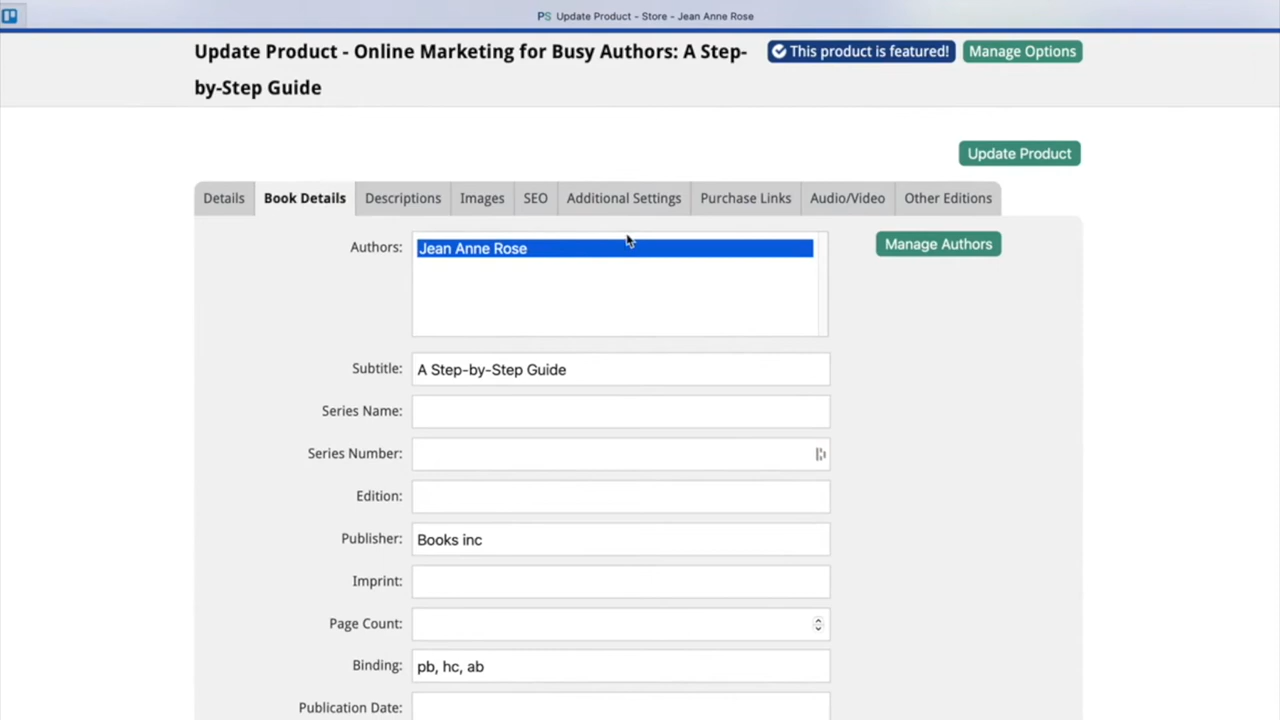 PS Update Product - Store - Jean Anne Rose
Update Product - Online Marketing for Busy Authors: A Step-
by-Step Guide
This product is featured!
Manage Options
Update Product
Details
Book Details
Descriptions
Images
SEO
Additional Settings
Purchase Links
Audio/Video
Other Editions
Authors:
Jean Anne Rose
Manage Authors
Subtitle:
A Step-by-Step Guide
Series Name:
Series Number:
Edition:
Publisher:
Books inc
Imprint:
Page Count:
Binding:
pb, hc, ab
Publication Date: